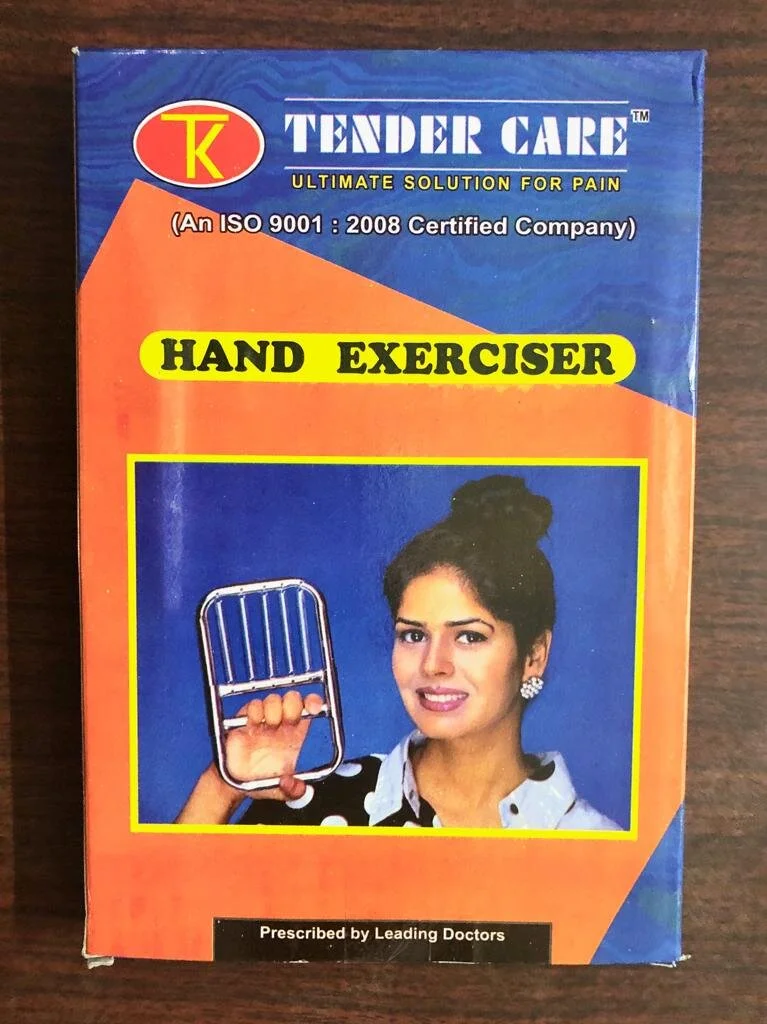 TK
TENDER CARE™
ULTIMATE SOLUTION FOR PAIN
(An ISO 9001 : 2008 Certified Company)
HAND EXERCISER
Prescribed by Leading Doctors